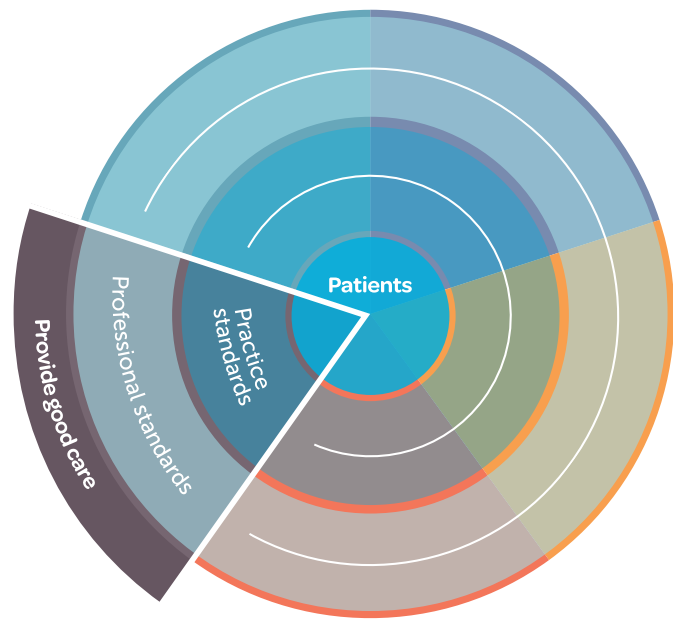 Patients
Practice
standards
Professional standards
Provide good care